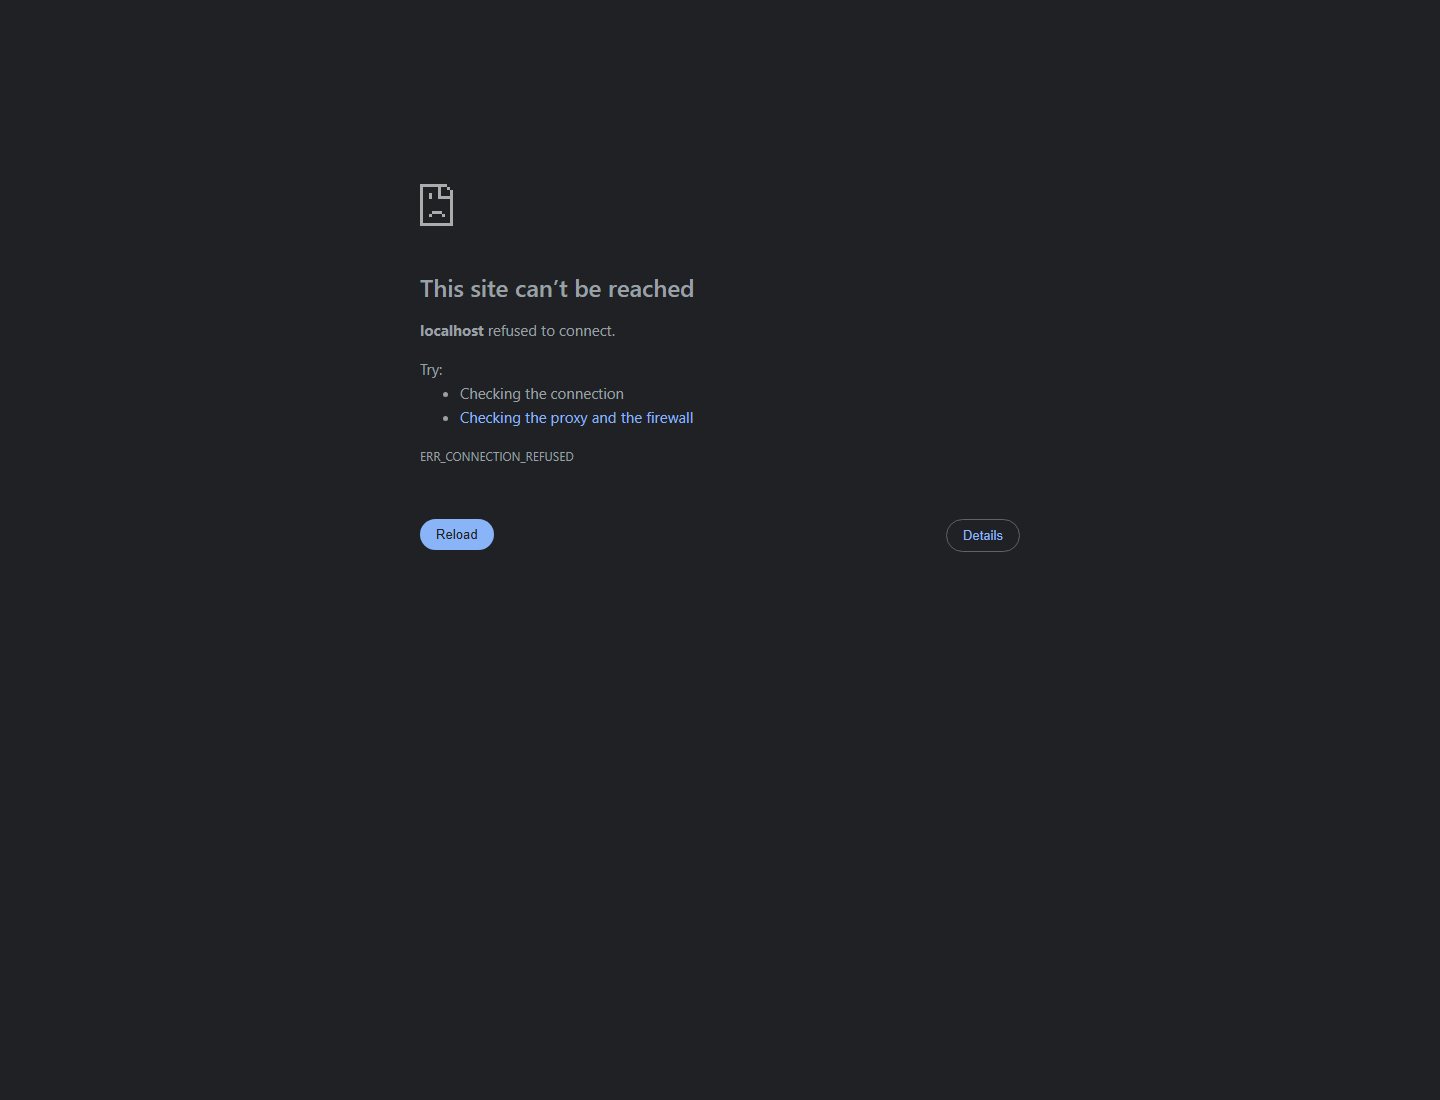 This site can’t be reached
localhost refused to connect.
Try:
• Checking the connection
• Checking the proxy and the firewall
ERR_CONNECTION_REFUSED
Reload
Details